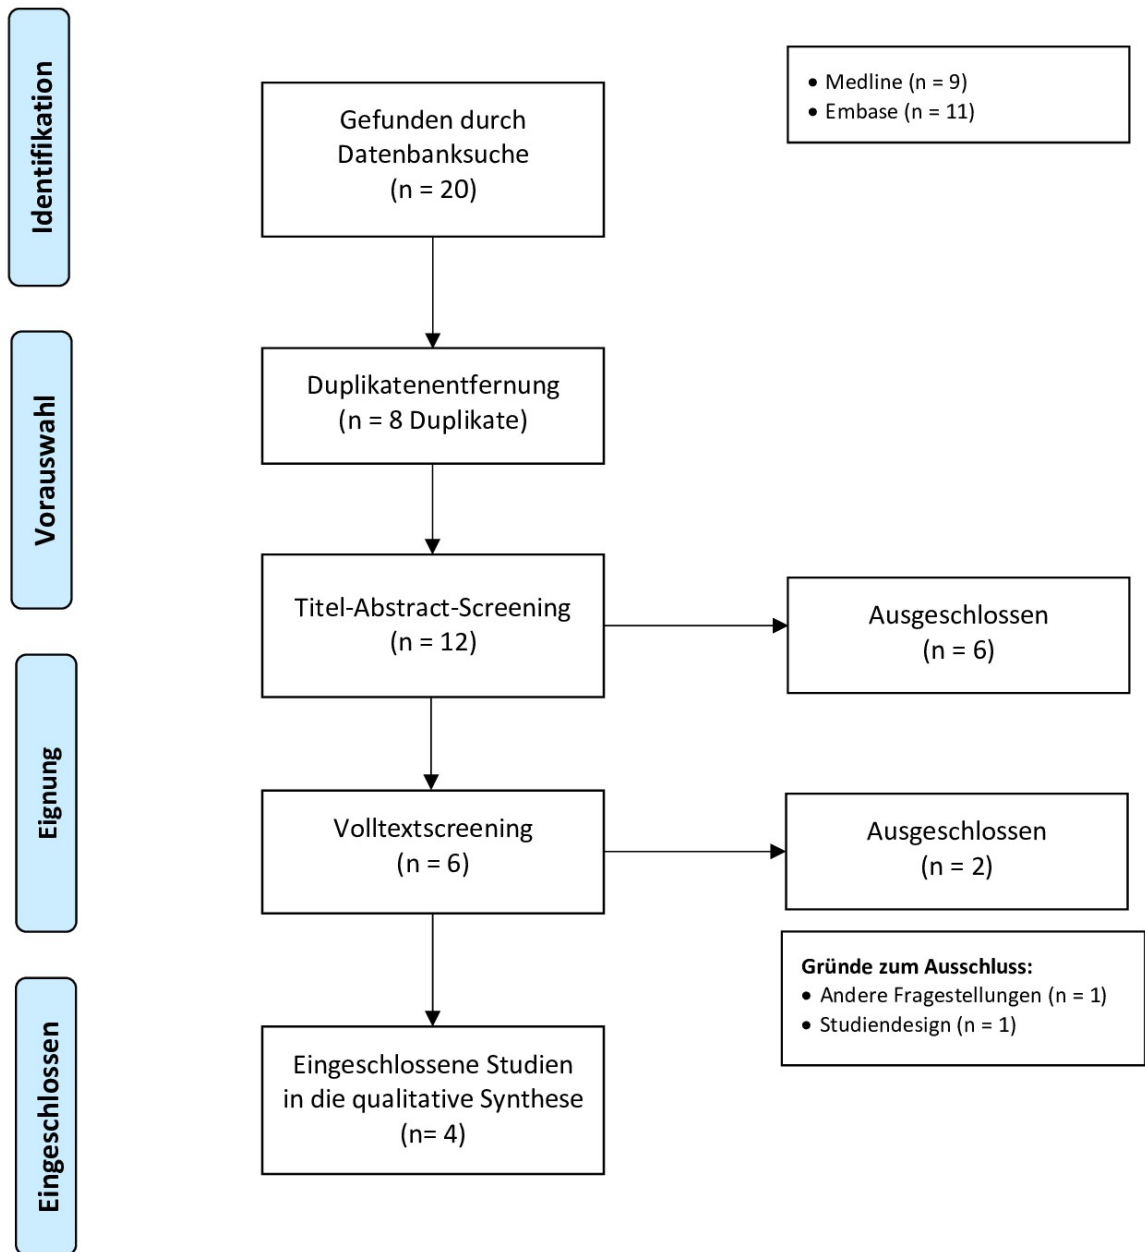 Identifikation
Gefunden durch
Datenbanksuche
(n = 20)
• Medline (n = 9)
• Embase (n = 11)
Vorauswahl
Duplikatenentfernung
(n = 8 Duplikate)
Titel-Abstract-Screening
(n = 12)
Ausgeschlossen
(n = 6)
Eignung
Volltextscreening
(n = 6)
Ausgeschlossen
(n = 2)
Gründe zum Ausschluss:
• Andere Fragestellungen (n = 1)
• Studiendesign (n = 1)
Eingeschlossen
Eingeschlossene Studien
in die qualitative Synthese
(n= 4)